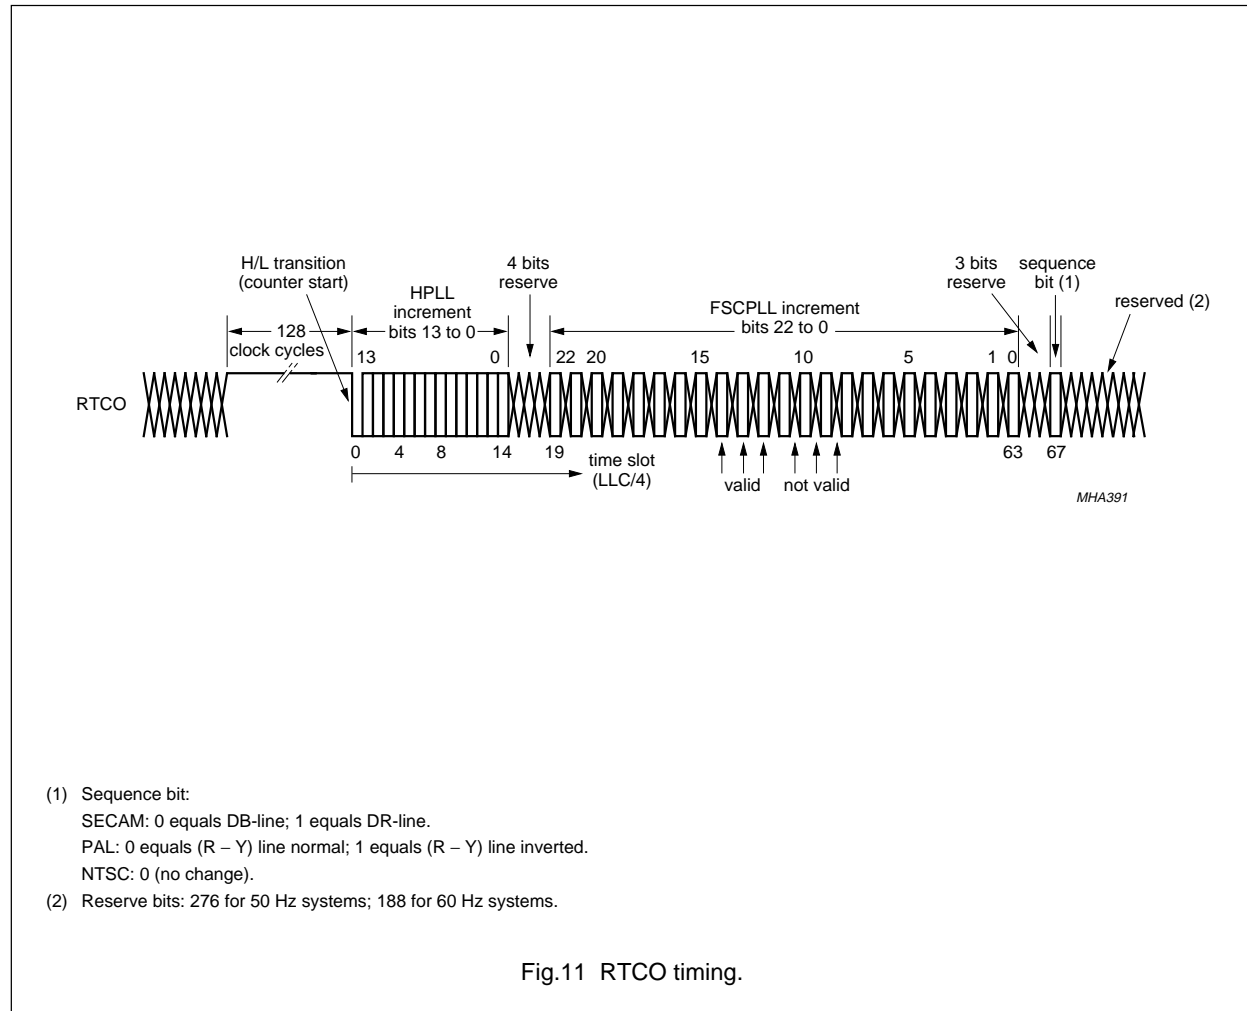 H/L transition
(counter start)
4 bits
reserve
3 bits
reserve
sequence
bit (1)
HPLL
increment
bits 13 to 0
FSCPLL increment
bits 22 to 0
reserved (2)
128
clock cycles
13 0 22 20 15 10 5 1 0
RTCO
0 4 8 14 19 63 67
time slot
(LLC/4)
valid not valid
MHA391
(1) Sequence bit:
SECAM: 0 equals DB-line; 1 equals DR-line.
PAL: 0 equals (R – Y) line normal; 1 equals (R – Y) line inverted.
NTSC: 0 (no change).
(2) Reserve bits: 276 for 50 Hz systems; 188 for 60 Hz systems.
Fig.11 RTCO timing.